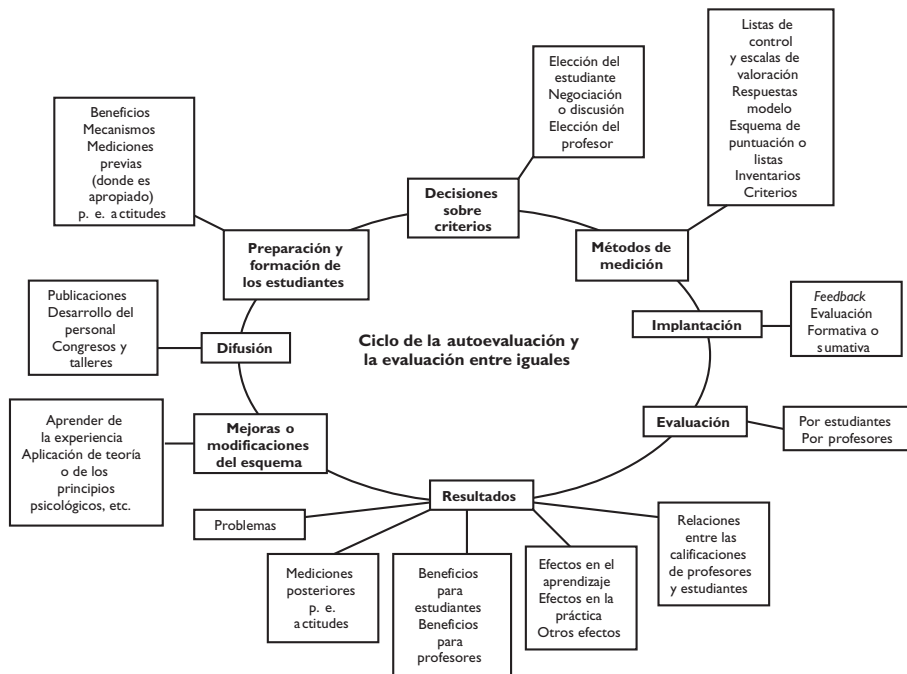 Elección del
estudiante
Negociación
o discusión
Elección del
profesor
Listas de
control
y escalas de
valoración
Respuestas
modelo
Esquema de
puntuación o
listas
Inventarios
Criterios
Beneficios
Mecanismos
Mediciones
previas
(donde es
apropiado)
p. e. actitudes
Decisiones
sobre
criterios
Preparación y
formación de
los estudiantes
Métodos de
medición
Publicaciones
Desarrollo del
personal
Congresos y
talleres
Difusión
Ciclo de la autoevaluación y
la evaluación entre iguales
Implantación
Feedback
Evaluación
Formativa o
sumativa
Aprender de
la experiencia
Aplicación de teoría
o de los
principios
psicológicos, etc.
Mejoras o
modificaciones
del esquema
Evaluación
Por estudiantes
Por profesores
Resultados
Problemas
Mediciones
posteriores
p. e.
actitudes
Beneficios
para
estudiantes
Beneficios
para
profesores
Efectos en el
aprendizaje
Efectos en la
práctica
Otros efectos
Relaciones
entre las
calificaciones
de profesores
y estudiantes